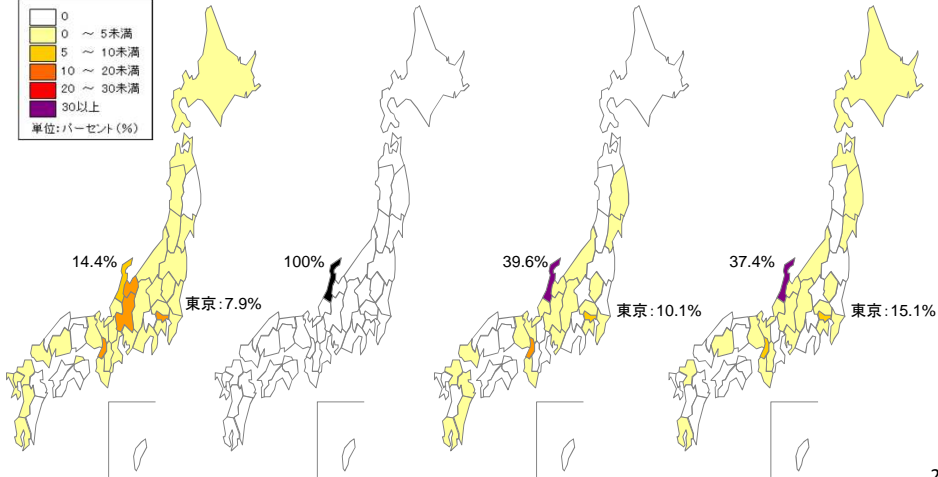 0
0 ～ 5未満
5 ～ 10未満
10 ～ 20未満
20 ～ 30未満
30以上
単位:パーセント(%)
14.4%
東京:7.9%
100%
39.6%
東京:10.1%
37.4%
東京:15.1%